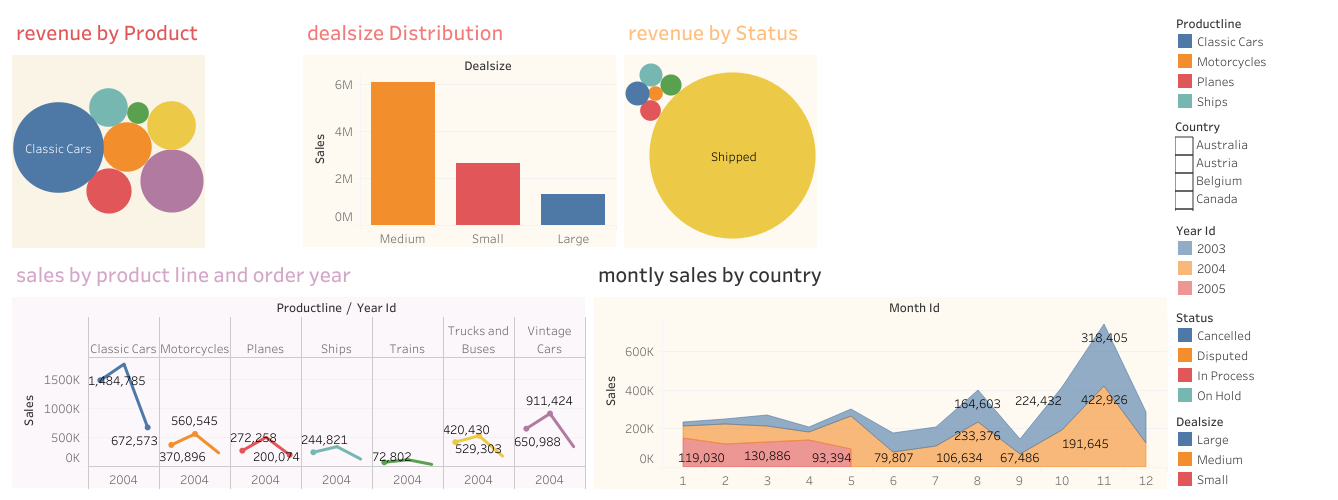 revenue by Product
dealsize Distribution
revenue by Status
Classic Cars
Dealsize
Sales
6M
4M
2M
0M
Medium
Small
Large
Shipped
sales by product line and order year
Productline / Year Id
Classic Cars
Motorcycles
Planes
Ships
Trains
Trucks and
Buses
Vintage
Cars
Sales
1500K
1000K
500K
0K
1,484,785
672,573
560,545
370,896
272,258
200,074
244,821
72,802
420,430
529,303
911,424
650,988
2004
2004
2004
2004
2004
2004
2004
montly sales by country
Month Id
Sales
600K
400K
200K
0K
318,405
164,603
224,432
422,926
233,376
191,645
119,030
130,886
93,394
79,807
106,634
67,486
1
2
3
4
5
6
7
8
9
10
11
12
Productline
Classic Cars
Motorcycles
Planes
Ships
Country
Australia
Austria
Belgium
Canada
Year Id
2003
2004
2005
Status
Cancelled
Disputed
In Process
On Hold
Dealsize
Large
Medium
Small